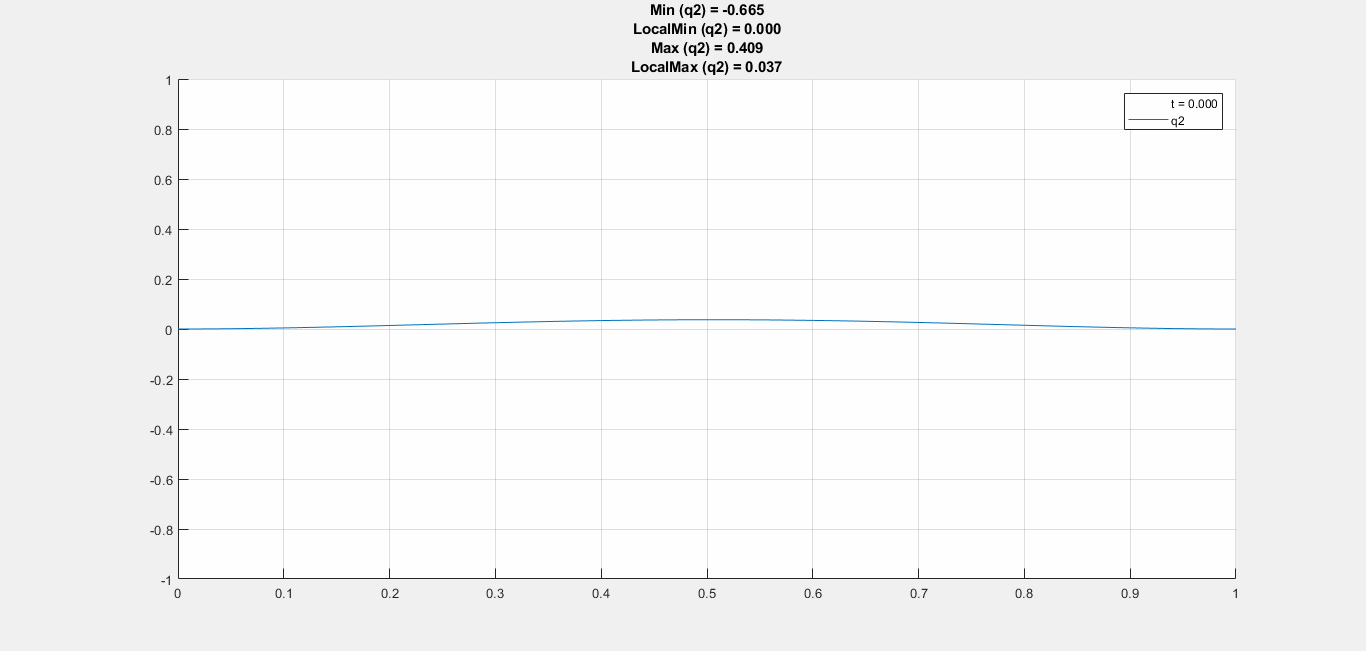 Min (q2) = -0.665
LocalMin (q2) = 0.000
Max (q2) = 0.409
LocalMax (q2) = 0.037
t = 0.000
q2
1
0.8
0.6
0.4
0.2
0
-0.2
-0.4
-0.6
-0.8
-1
0 0.1 0.2 0.3 0.4 0.5 0.6 0.7 0.8 0.9 1